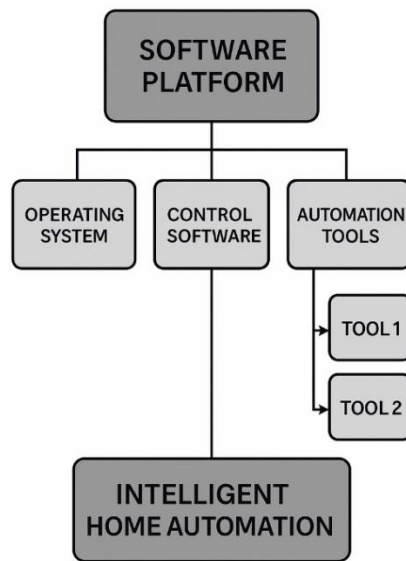 SOFTWARE
PLATFORM
OPERATING
SYSTEM
CONTROL
SOFTWARE
AUTOMATION
TOOLS
TOOL 1
TOOL 2
INTELLIGENT
HOME AUTOMATION